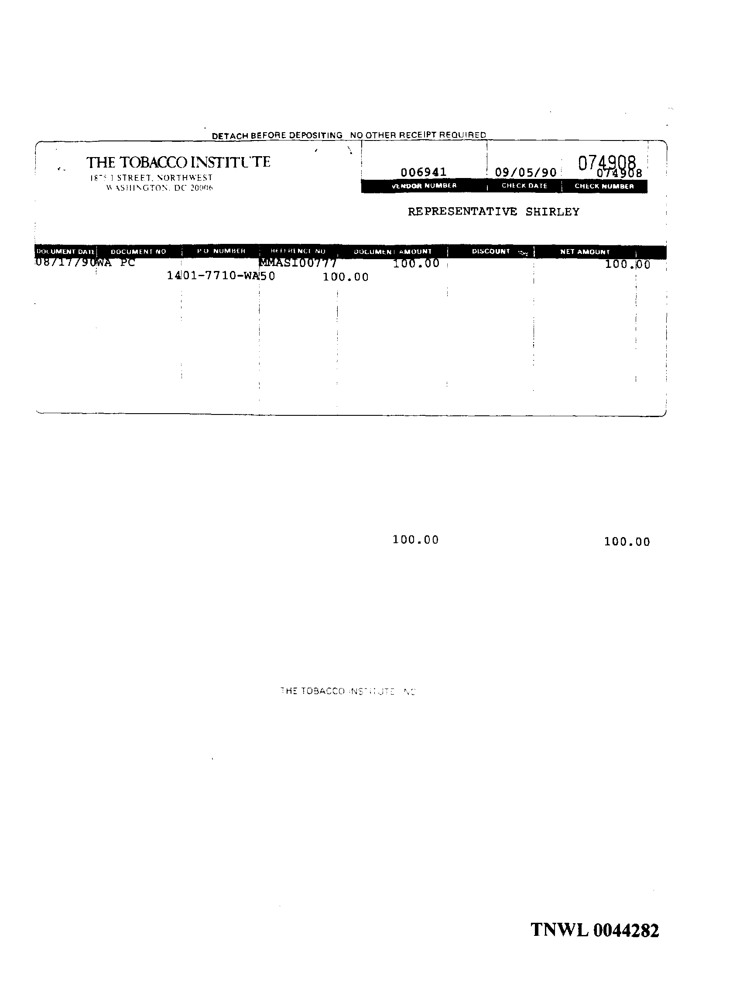 DETACH BEFORE DEPOSITING NO OTHER RECEIPT REQUIRED
THE TOBACCO INSTITUTE
1875 I STREET, NORTHWEST
WASHINGTON, DC 20006
006941 09/05/90 074908
074908
VENDOR NUMBER CHECK DATE CHECK NUMBER
REPRESENTATIVE SHIRLEY
DOCUMENT DATE DOCUMENT NO P O NUMBER REFERENCE NO DOCUMENT AMOUNT DISCOUNT NET AMOUNT
08/17/90WA PC MMASI00777 100.00 100.00
1401-7710-WA50 100.00
100.00 100.00
THE TOBACCO INSTITUTE INC
TNWL 0044282